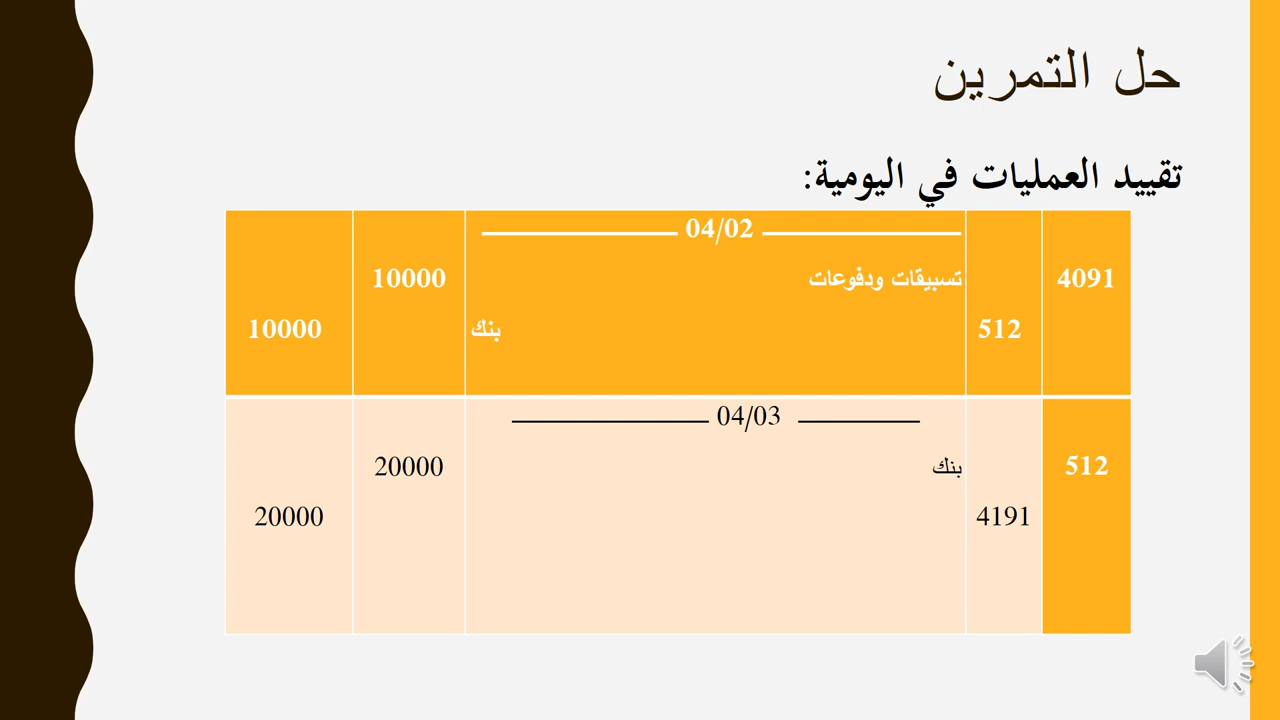 حل التمرين
تقييد العمليات في اليومية:
04/02
4091 تسبيقات ودفوعات 10000
512 بنك 10000
04/03
512 بنك 20000
4191 20000